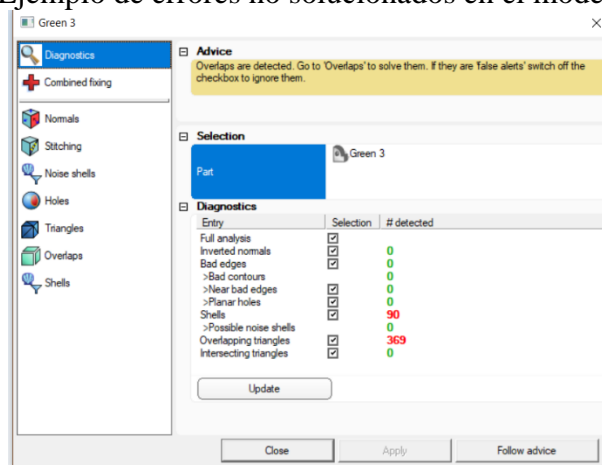 Ejemplo de errores no solucionados en el mode
Green 3
Diagnostics
Combined fixing
Normals
Stitching
Noise shells
Holes
Triangles
Overlaps
Shells
Advice
Overlaps are detected. Go to 'Overlaps' to solve them. If they are 'false alerts' switch off the
checkbox to ignore them.
Selection
Part Green 3
Diagnostics
Entry Selection # detected
Full analysis
Inverted normals 0
Bad edges 0
>Bad contours 0
>Near bad edges 0
>Planar holes 0
Shells 90
>Possible noise shells 0
Overlapping triangles 369
Intersecting triangles 0
Update
Close Apply Follow advice